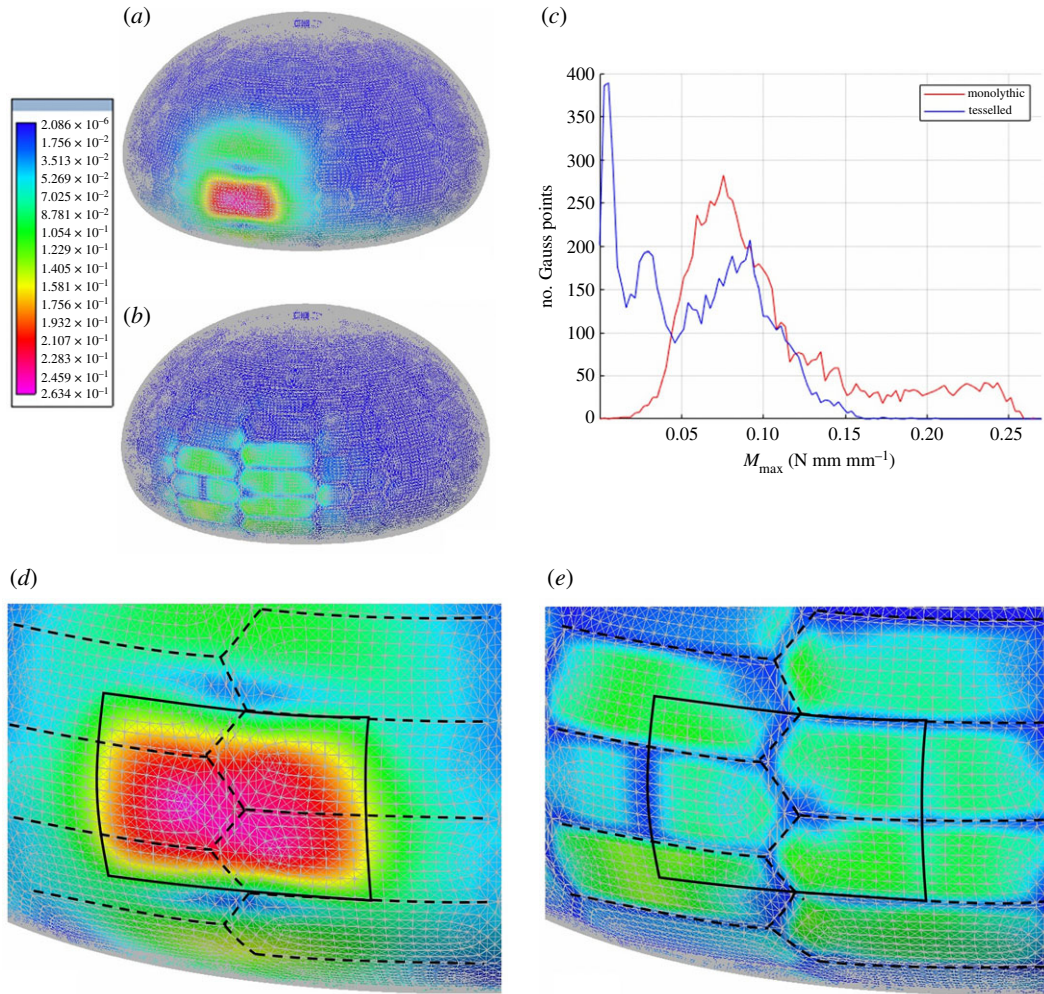 (a)
(b)
2.086 × 10⁻⁶
1.756 × 10⁻²
3.513 × 10⁻²
5.269 × 10⁻²
7.025 × 10⁻²
8.781 × 10⁻²
1.054 × 10⁻¹
1.229 × 10⁻¹
1.405 × 10⁻¹
1.581 × 10⁻¹
1.756 × 10⁻¹
1.932 × 10⁻¹
2.107 × 10⁻¹
2.283 × 10⁻¹
2.459 × 10⁻¹
2.634 × 10⁻¹
(c)
monolythic
tesselled
400
350
300
250
200
150
100
50
0
no. Gauss points
0.05
0.10
0.15
0.20
0.25
M_max (N mm mm⁻¹)
(d)
(e)